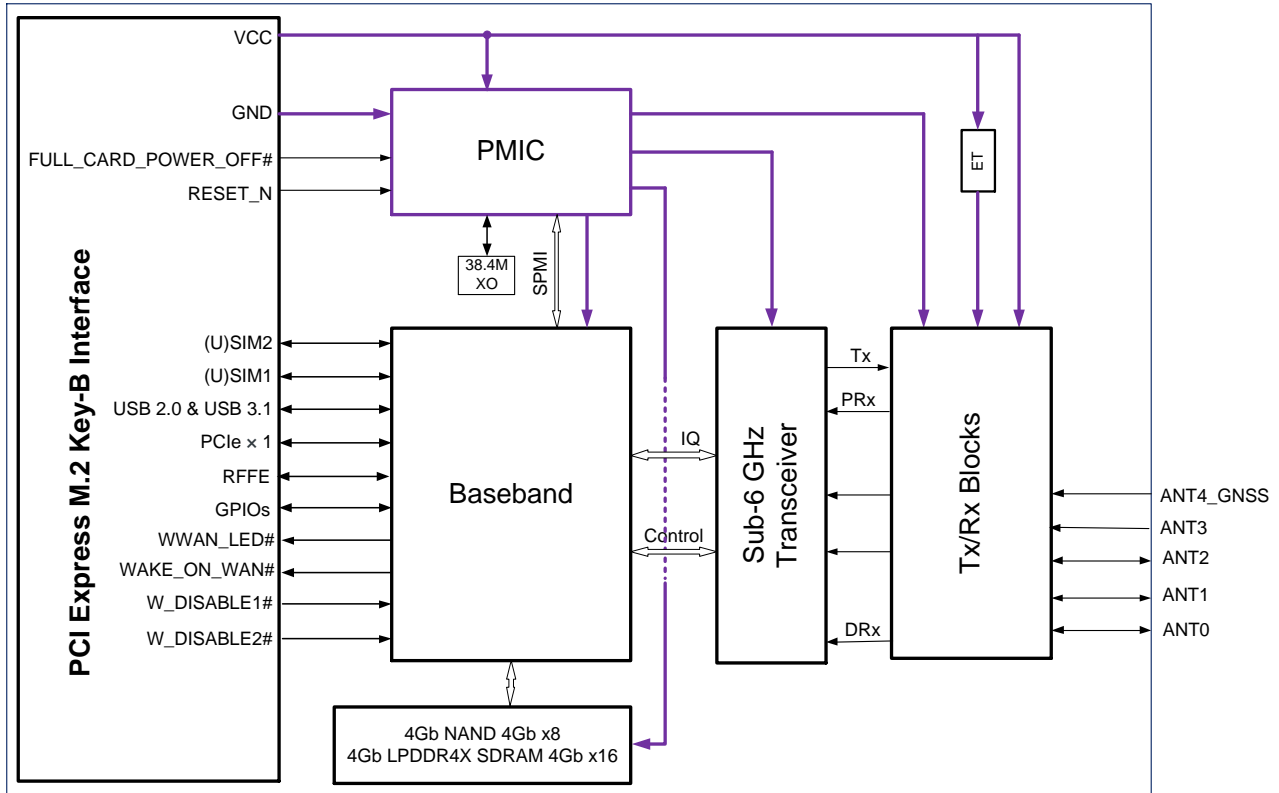 PCI Express M.2 Key-B Interface
VCC
GND
FULL_CARD_POWER_OFF#
RESET_N
(U)SIM2
(U)SIM1
USB 2.0 & USB 3.1
PCIe × 1
RFFE
GPIOs
WWAN_LED#
WAKE_ON_WAN#
W_DISABLE1#
W_DISABLE2#
PMIC
38.4M
XO
SPMI
Baseband
4Gb NAND 4Gb x8
4Gb LPDDR4X SDRAM 4Gb x16
IQ
Control
Sub-6 GHz
Transceiver
Tx
PRx
DRx
ET
Tx/Rx Blocks
ANT4_GNSS
ANT3
ANT2
ANT1
ANT0